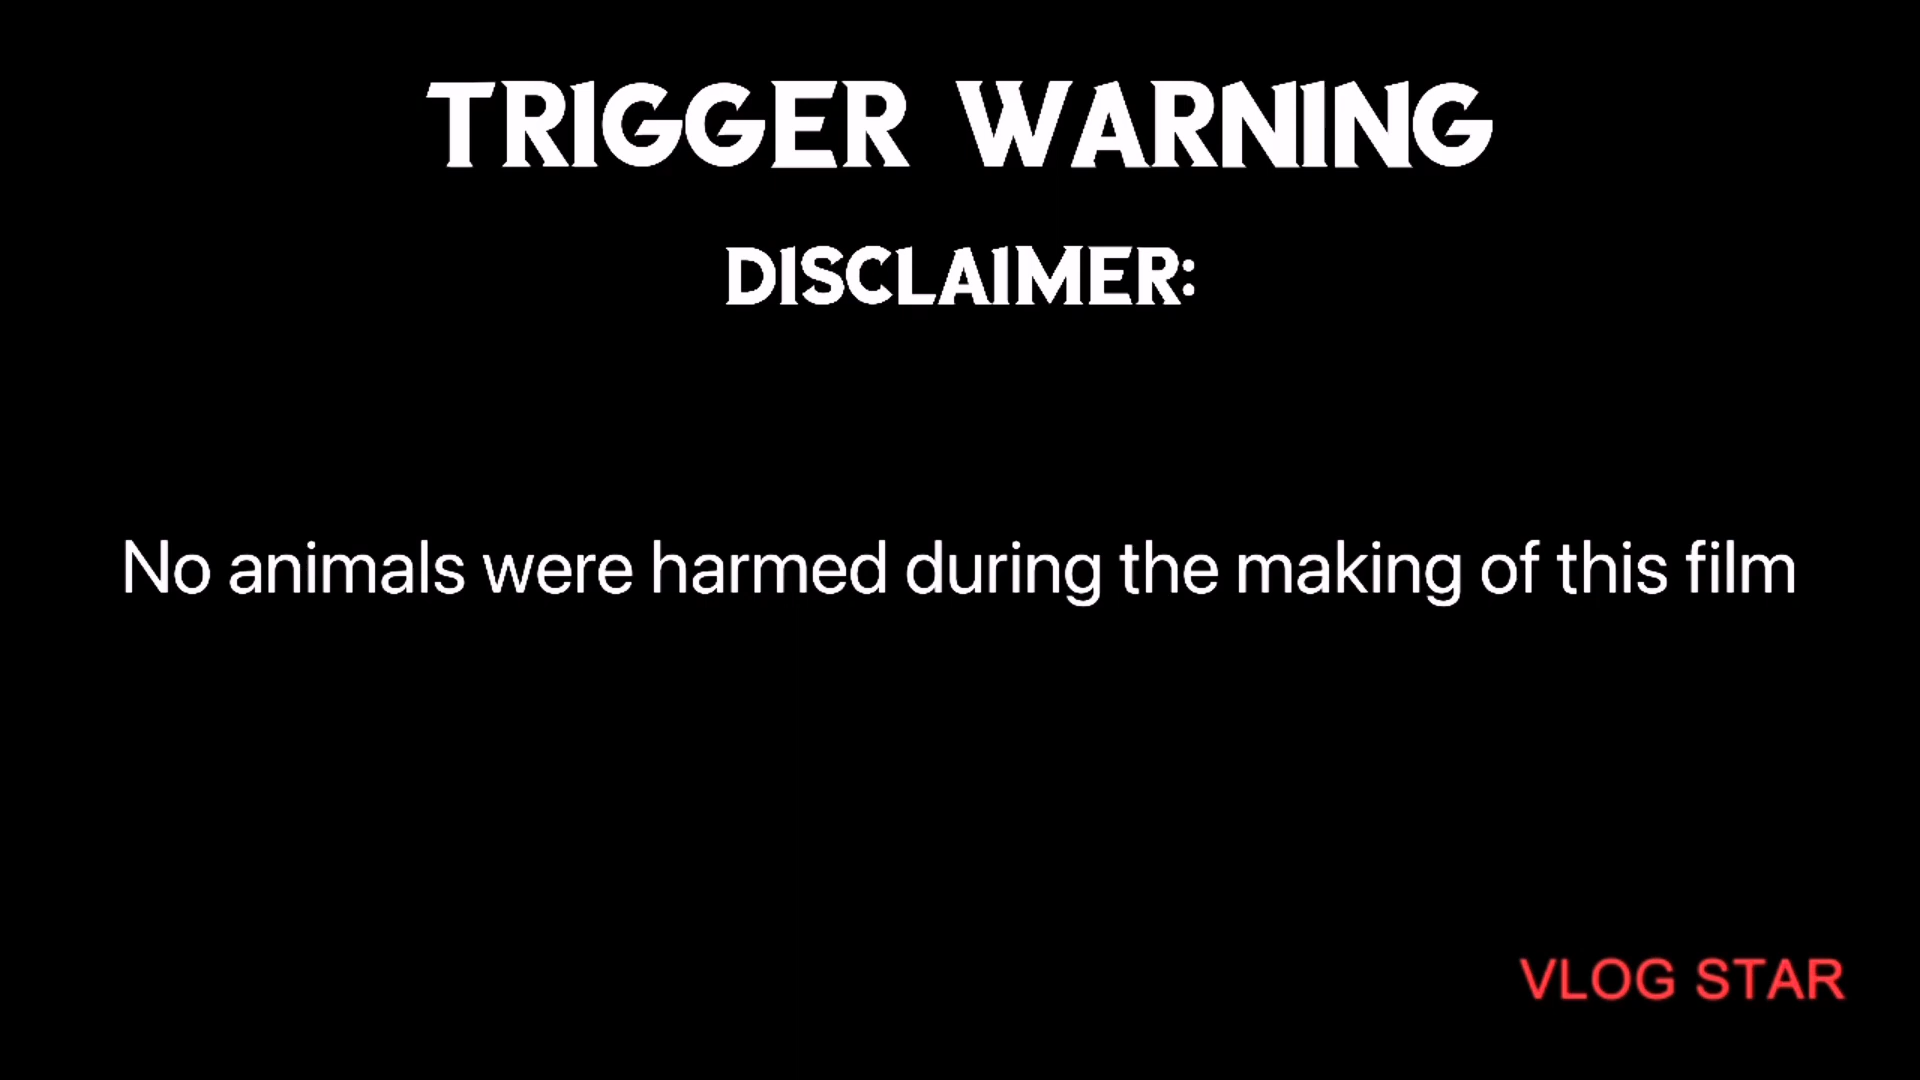 TRIGGER WARNING
DISCLAIMER:
No animals were harmed during the making of this film
VLOG STAR